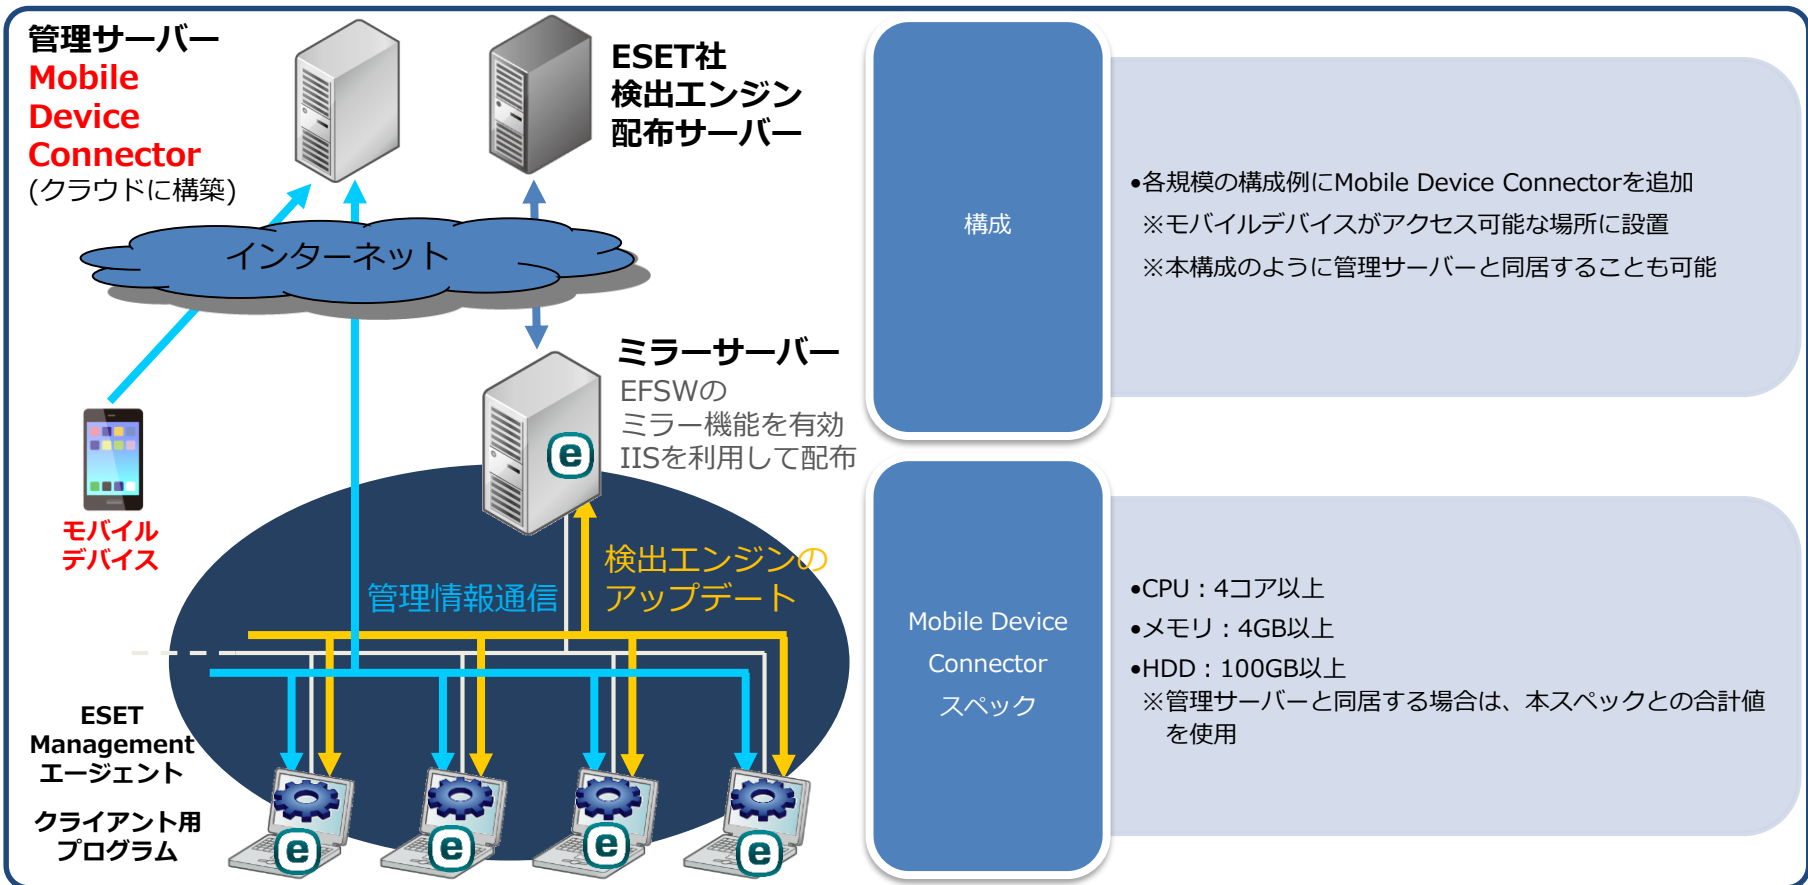 管理サーバー
Mobile
Device
Connector
(クラウドに構築)
ESET社
検出エンジン
配布サーバー
インターネット
ミラーサーバー
EFSWの
ミラー機能を有効
IISを利用して配布
e
モバイル
デバイス
検出エンジンの
アップデート
管理情報通信
ESET
Management
エージェント
クライアント用
プログラム
e
e
e
e
構成
•各規模の構成例にMobile Device Connectorを追加
※モバイルデバイスがアクセス可能な場所に設置
※本構成のように管理サーバーと同居することも可能
Mobile Device
Connector
スペック
•CPU：4コア以上
•メモリ：4GB以上
•HDD：100GB以上
※管理サーバーと同居する場合は、本スペックとの合計値
を使用